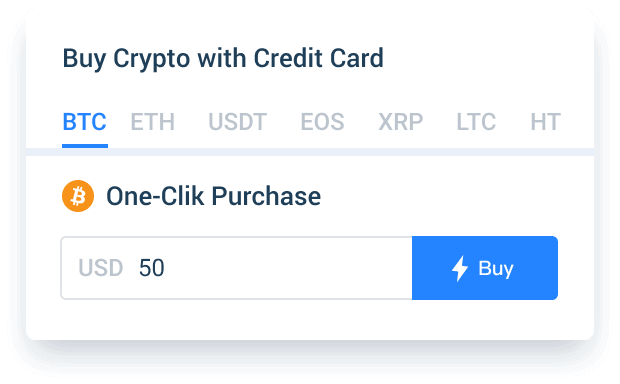 Buy Crypto with Credit Card
BTC ETH USDT EOS XRP LTC HT
One-Clik Purchase
USD 50 Buy